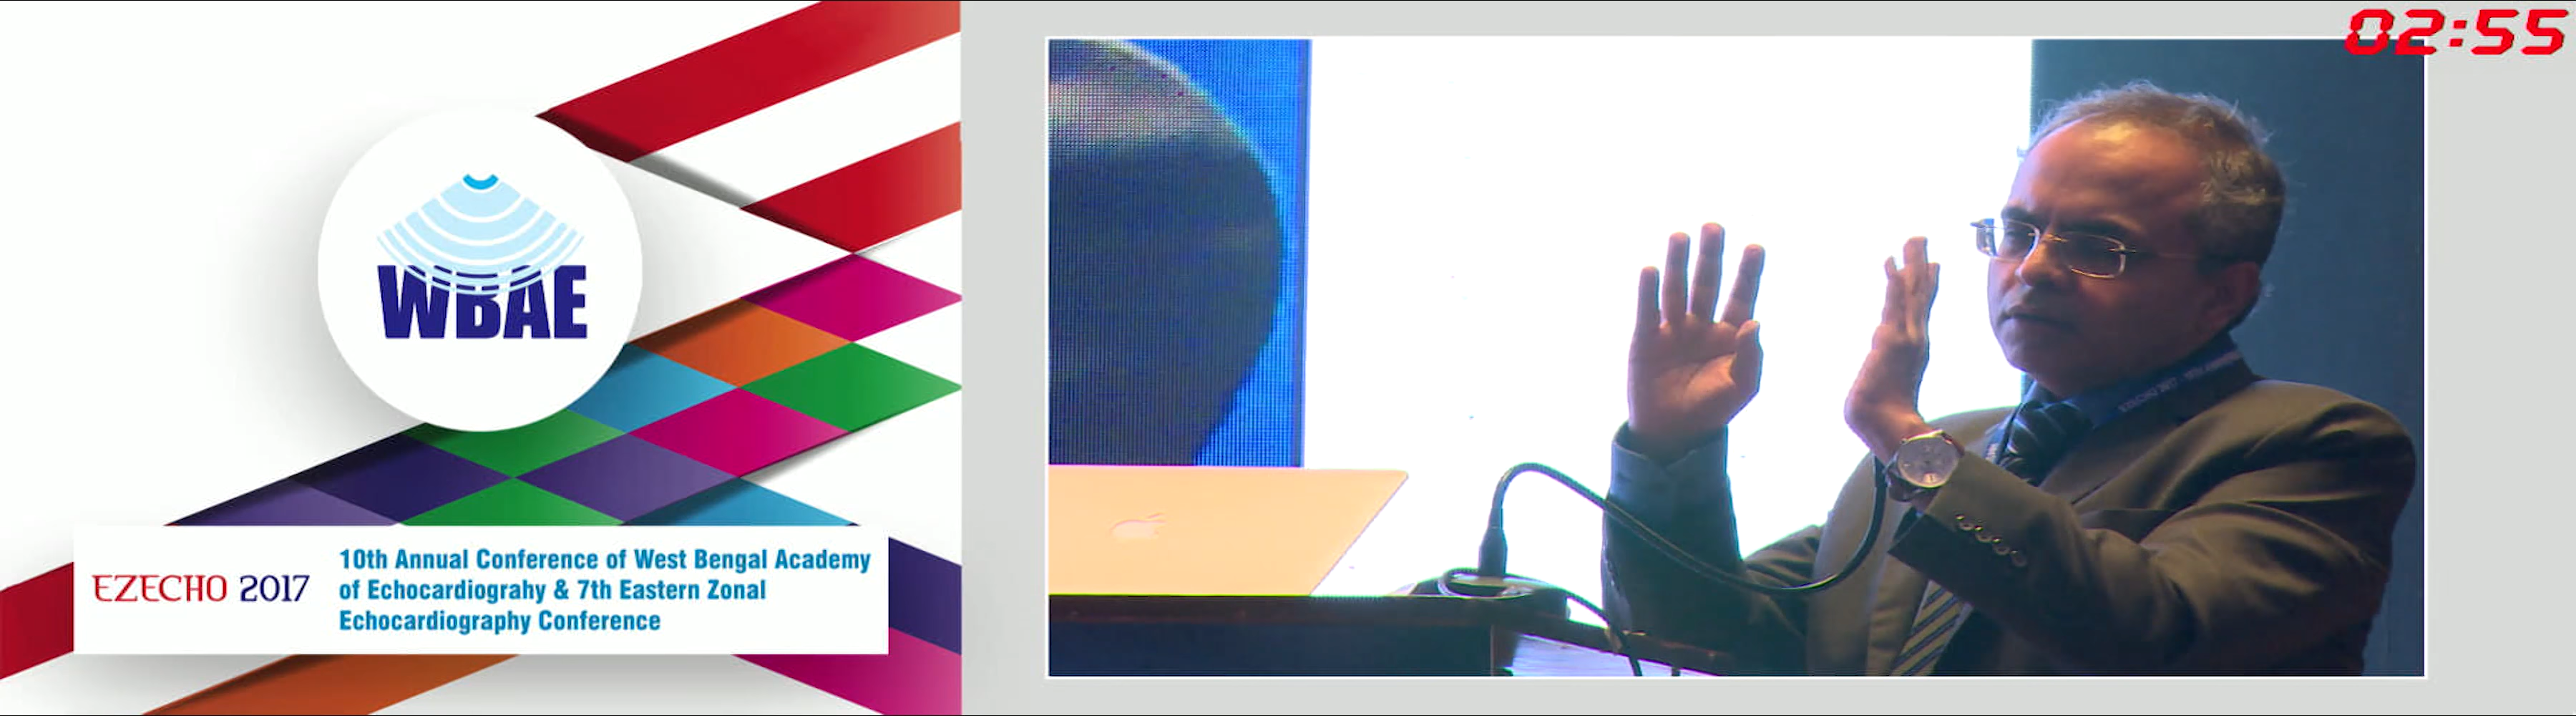 02:55
WBAE
EZECHO 2017
10th Annual Conference of West Bengal Academy
of Echocardiograhy & 7th Eastern Zonal
Echocardiography Conference